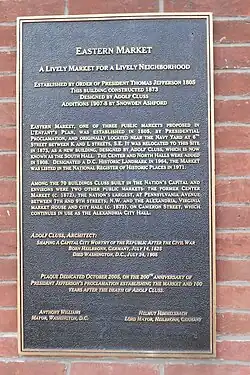 EASTERN MARKET
A LIVELY MARKET FOR A LIVELY NEIGHBORHOOD
ESTABLISHED BY ORDER OF PRESIDENT THOMAS JEFFERSON 1805
THIS BUILDING CONSTRUCTED 1873
DESIGNED BY ADOLF CLUSS
ADDITIONS 1907-8 BY SNOWDEN ASHFORD
EASTERN MARKET, ONE OF THREE PUBLIC MARKETS PROPOSED IN
L'ENFANT'S PLAN, WAS ESTABLISHED IN 1805, BY PRESIDENTIAL
PROCLAMATION, AND ORIGINALLY LOCATED NEAR THE NAVY YARD BY 6TH
STREET BETWEEN K AND L STREETS, S.E. IT WAS RELOCATED TO THIS SITE
IN 1873, AS A NEW BUILDING, DESIGNED BY ADOLF CLUSS, WHICH IS NOW
KNOWN AS THE SOUTH HALL. THE CENTER AND NORTH HALLS WERE ADDED
IN 1908. DESIGNATED A D.C. HISTORIC LANDMARK IN 1964, THE MARKET
WAS LISTED IN THE NATIONAL REGISTER OF HISTORIC PLACES IN 1971.
AMONG THE 70 BUILDINGS CLUSS BUILT IN THE NATION'S CAPITAL AND
ENVIRONS WERE TWO OTHER PUBLIC MARKETS: THE FORMER CENTER
MARKET (C. 1872), THE NATION'S LARGEST, AT PENNSYLVANIA AVENUE
BETWEEN 7TH AND 9TH STREETS, N.W. AND THE ALEXANDRIA, VIRGINIA
MARKET HOUSE AND CITY HALL (C. 1873), ON CAMERON STREET, WHICH
CONTINUES IN USE AS THE ALEXANDRIA CITY HALL.
ADOLF CLUSS, ARCHITECT:
SHAPING A CAPITAL CITY WORTHY OF THE REPUBLIC AFTER THE CIVIL WAR
BORN HEILBRONN, GERMANY, JULY 14, 1825
DIED WASHINGTON, D.C., JULY 24, 1905
PLAQUE DEDICATED OCTOBER 2005, ON THE 200TH ANNIVERSARY OF
PRESIDENT JEFFERSON'S PROCLAMATION ESTABLISHING THE MARKET AND 100
YEARS AFTER THE DEATH OF ADOLF CLUSS.
ANTHONY WILLIAMS HELMUT HIMMELSBACH
MAYOR, WASHINGTON, D.C. LORD MAYOR, HEILBRONN, GERMANY